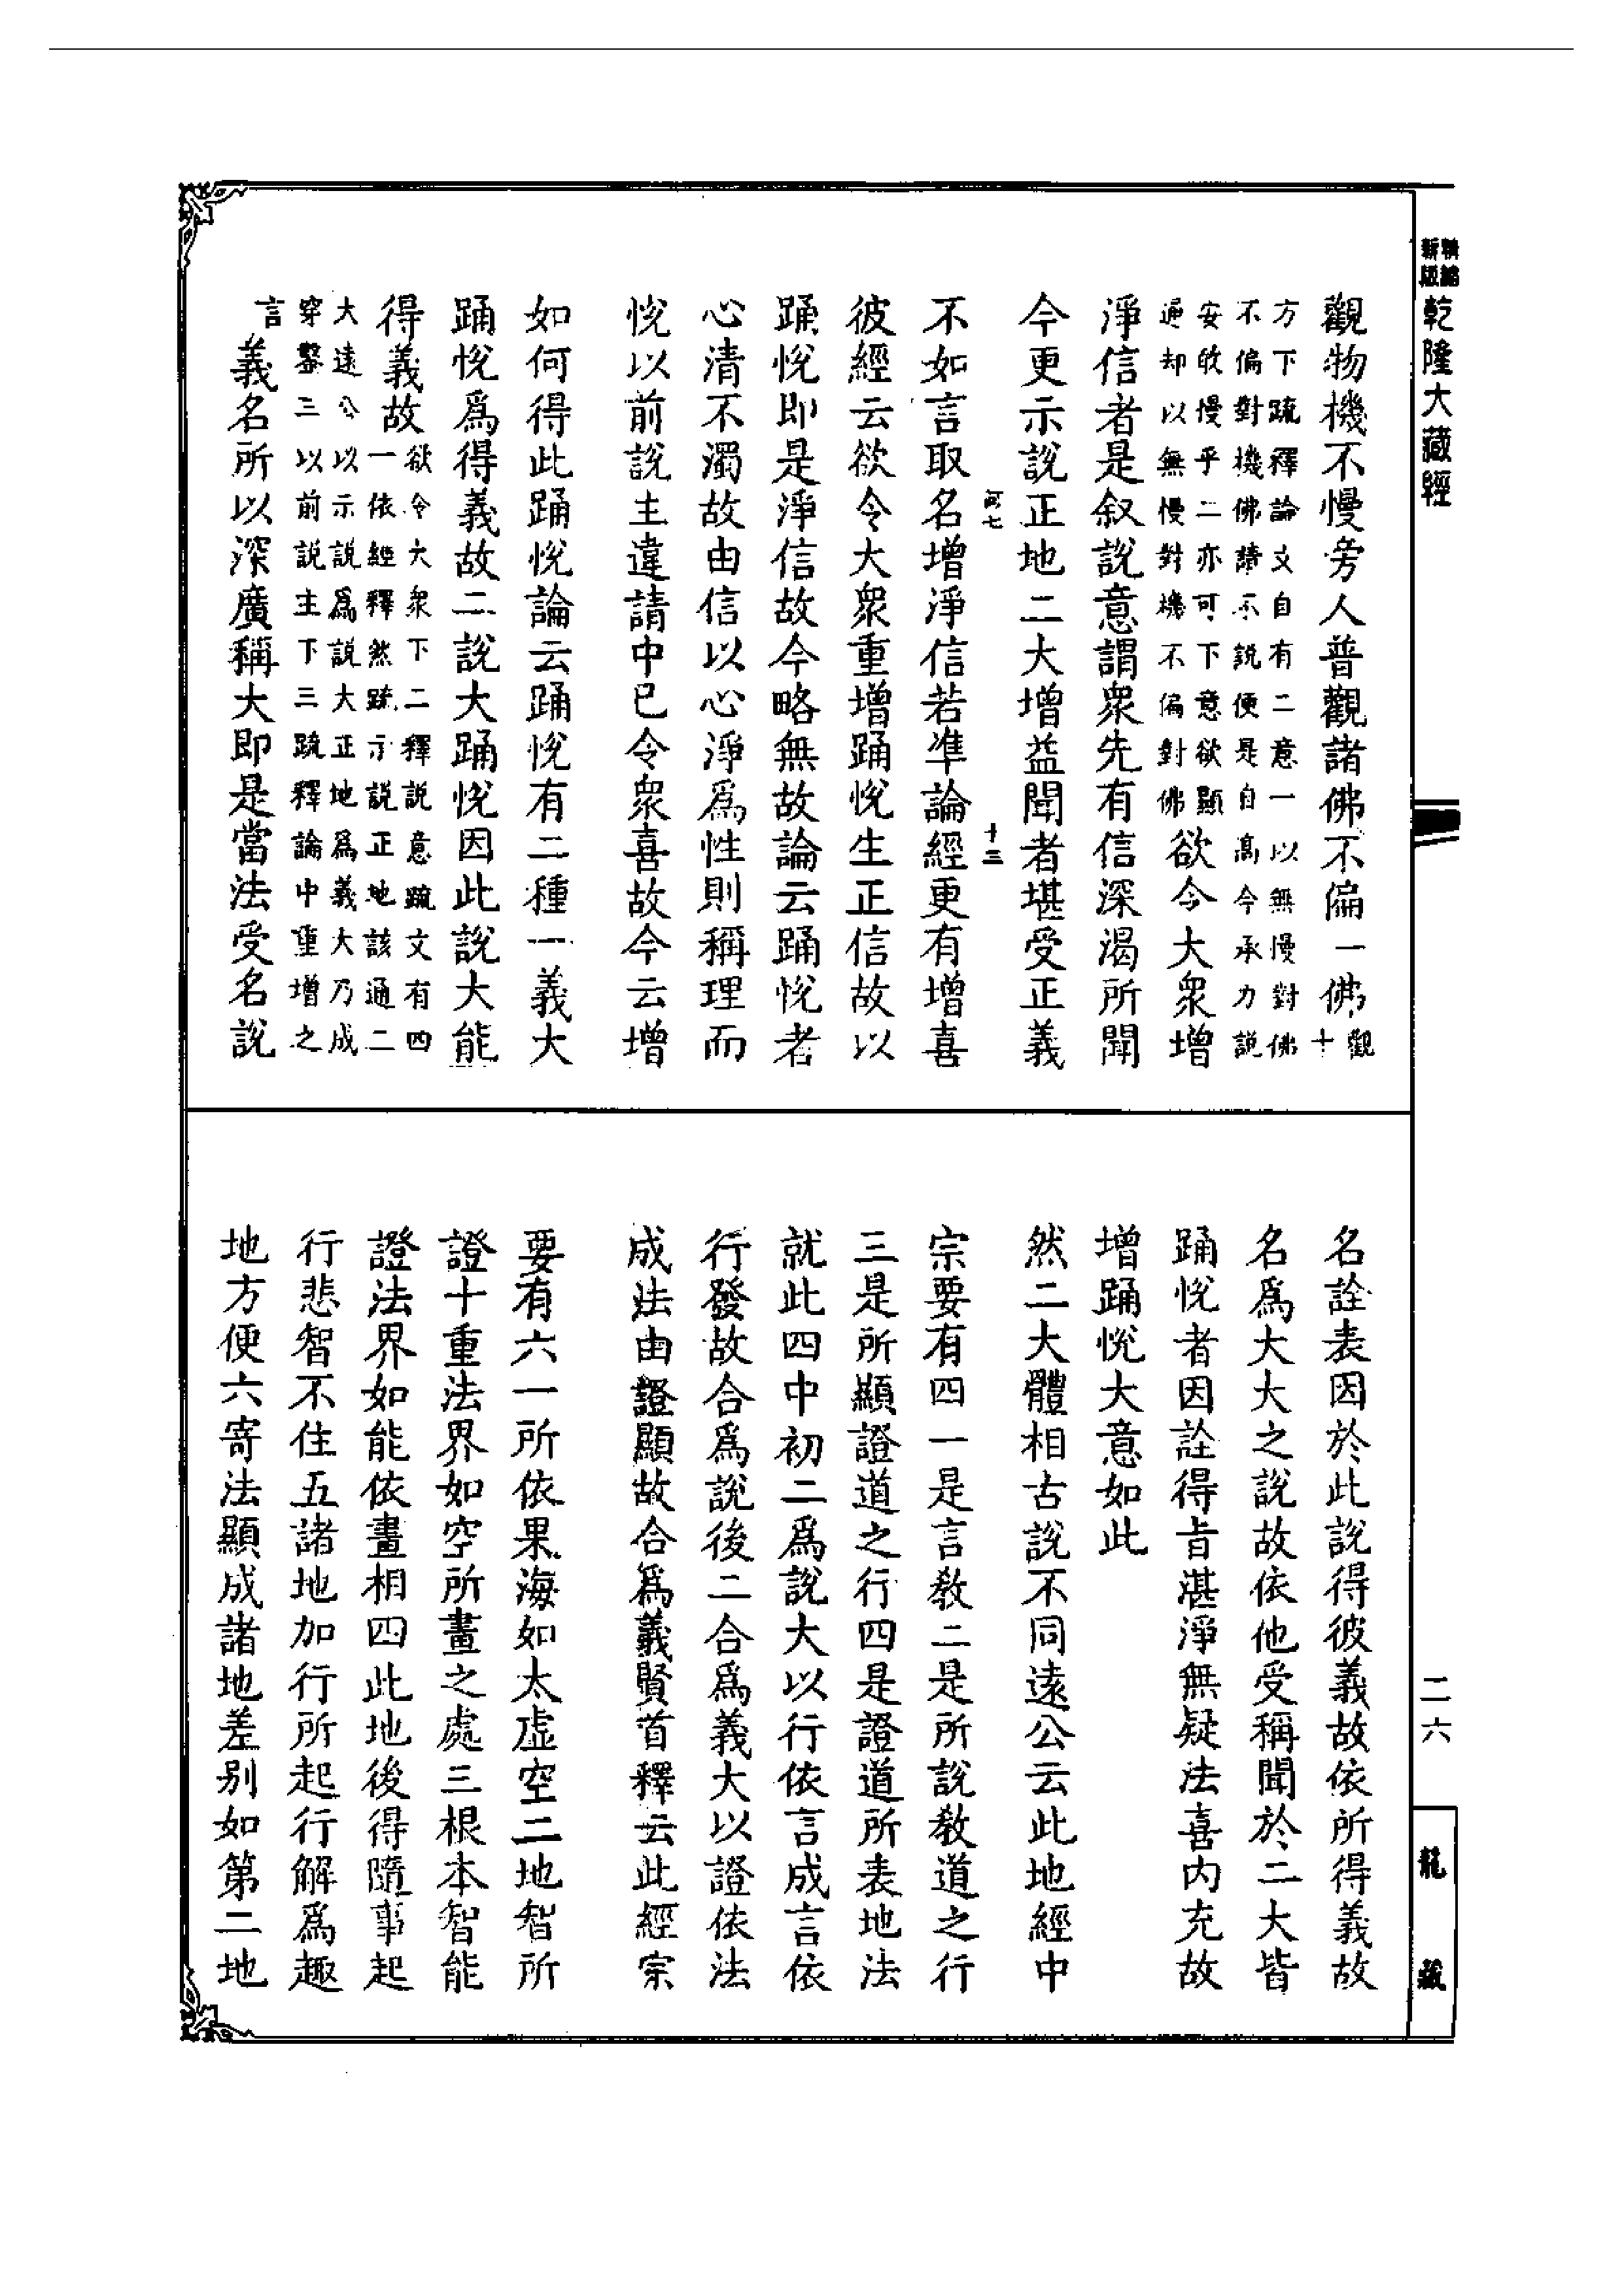 精編
新版
乾隆大藏經
觀物機不慢旁人普觀諸佛不偏一佛觀
十
方下疏釋論文自有二意一以無慢對佛
不偏對機佛請不說便是自高今承力說
安敢慢乎二亦可下意欲顯
通却以無慢對機不偏對佛
欲令大衆增
淨信者是叙說意謂衆先有信深渴所聞
今更示說正地二大增益聞者堪受正義
十三
不如言取名增淨信若準論經更有增喜
彼經云欲令大衆重增踊悅生正信故以
踊悅即是淨信故今略無故論云踊悅者
心清不濁故由信以心淨爲性則稱理而
悅以前說主違請中已令衆喜故今云增
如何得此踊悅論云踊悅有二種一義大
踊悅爲得義故二說大踊悅因此說大能
得義故
欲令大衆下二釋說意疏文有四
一依經釋然疏示說正地該通二
大遠公以示說爲說大正地爲義大乃成
穿鑿三以前說主下三疏釋論中重增之
言
義名所以深廣稱大即是當法受名說
名詮表因於此說得彼義故依所得義故
名爲大大之說故依他受稱聞於二大皆
踊悅者因詮得旨湛淨無疑法喜内充故
增踊悅大意如此
然二大體相古說不同遠公云此地經中
宗要有四一是言教二是所說教道之行
三是所顯證道之行四是證道所表地法
就此四中初二爲說大以行依言成言依
行發故合爲說後二合爲義大以證依法
成法由證顯故合爲義賢首釋云此經宗
要有六一所依果海如太虛空二地智所
證十重法界如空所畫之處三根本智能
證法界如能依畫相四此地後得隨事起
行悲智不住五諸地加行所起行解爲趣
地方便六寄法顯成諸地差別如第二地
二六
龍藏